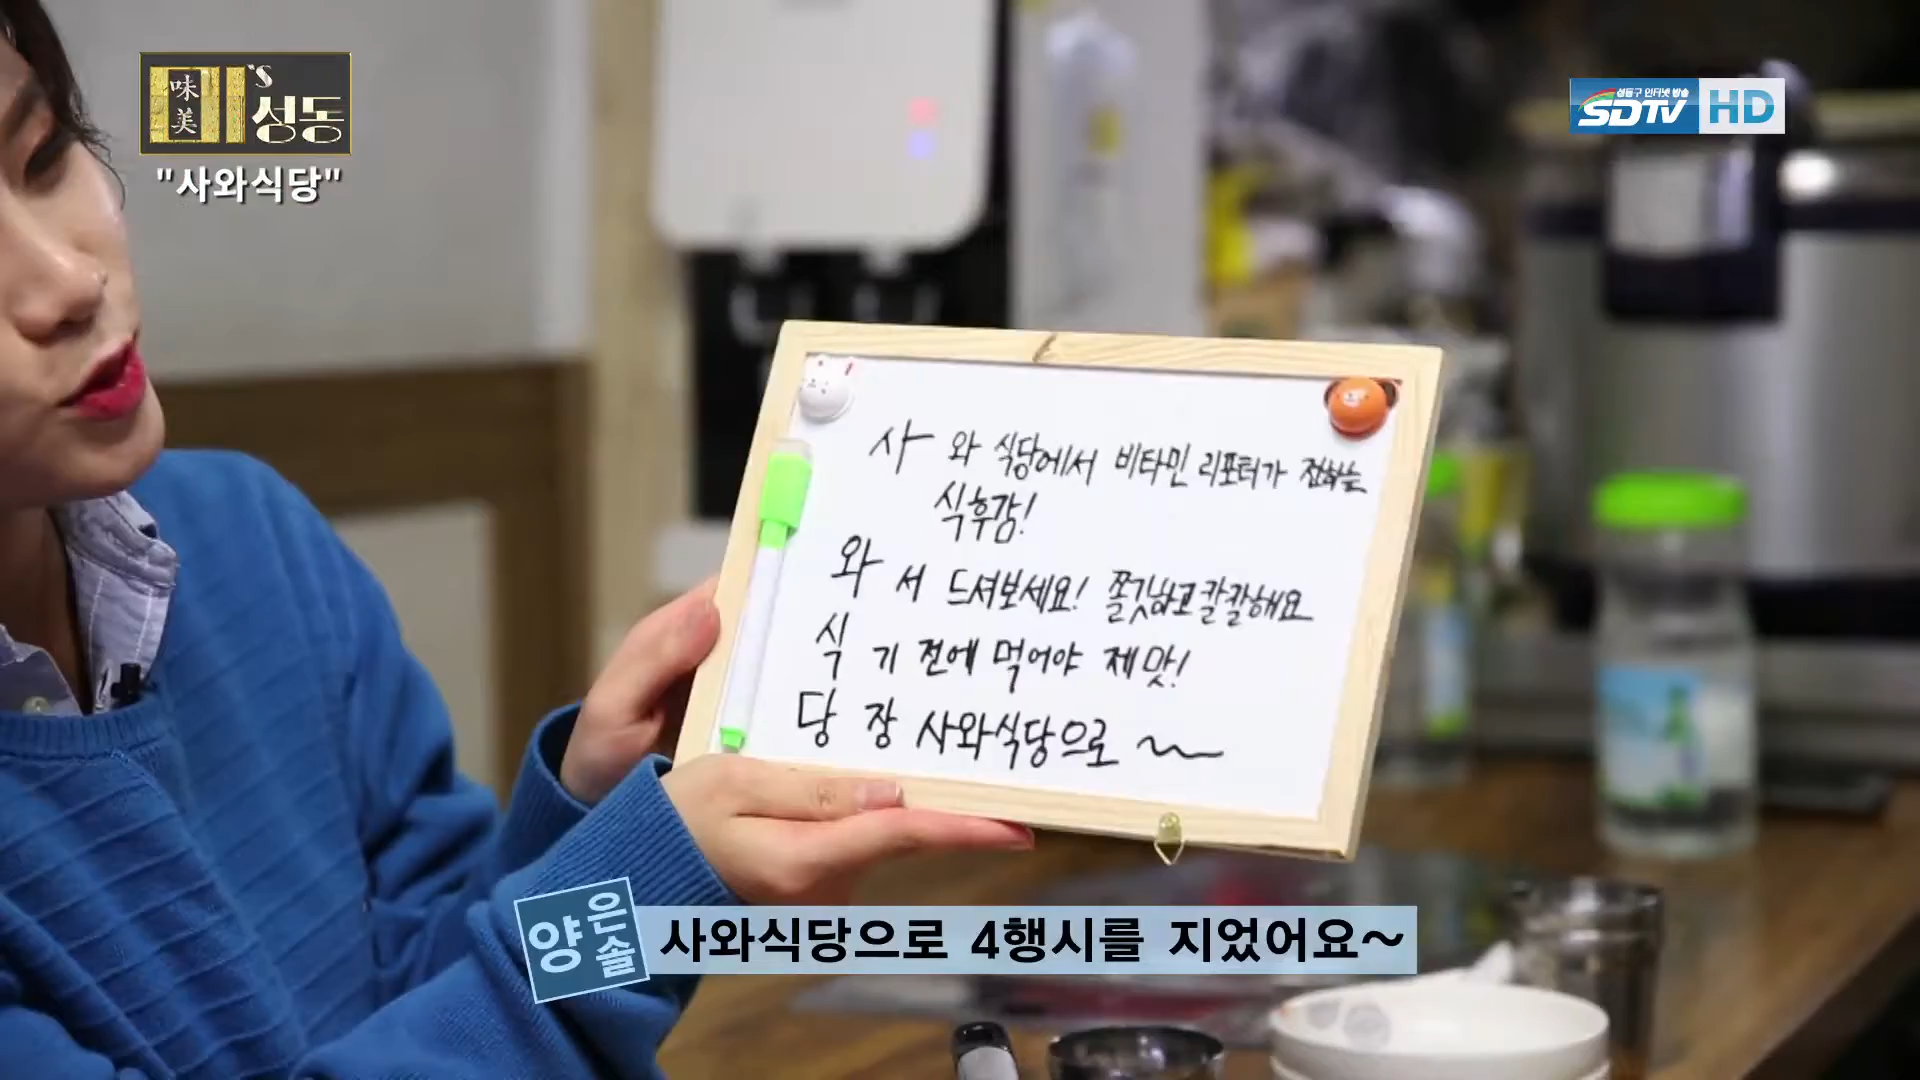 味
美
미's
성동
"사와식당"
성동구 인터넷 방송
SDTV HD
사 와 식당에서 비타민 리포터가 전하는
식후감!
와 서 드셔보세요! 쫄깃하고 칼칼해요
식 기 전에 먹어야 제맛!
당 장 사와식당으로 ~
양은솔
사와식당으로 4행시를 지었어요~